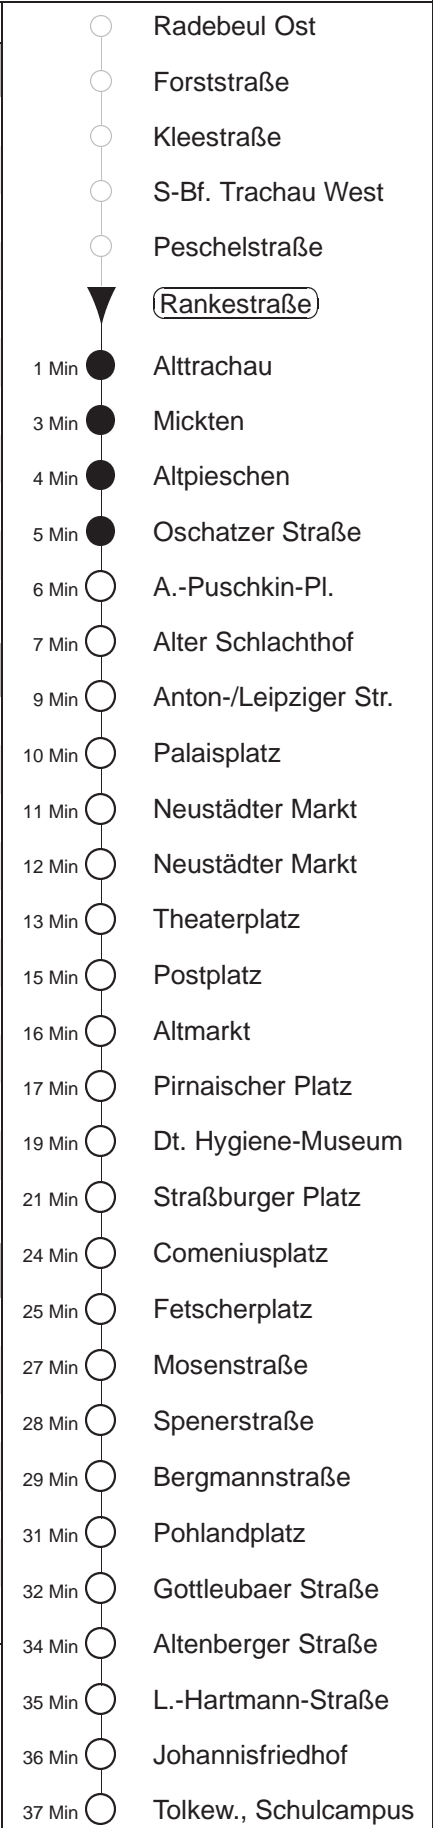 Radebeul Ost
Forststraße
Kleestraße
S-Bf. Trachau West
Peschelstraße
Rankestraße
1 Min Alttrachau
3 Min Mickten
4 Min Altpieschen
5 Min Oschatzer Straße
6 Min A.-Puschkin-Pl.
7 Min Alter Schlachthof
9 Min Anton-/Leipziger Str.
10 Min Palaisplatz
11 Min Neustädter Markt
12 Min Neustädter Markt
13 Min Theaterplatz
15 Min Postplatz
16 Min Altmarkt
17 Min Pirnaischer Platz
19 Min Dt. Hygiene-Museum
21 Min Straßburger Platz
24 Min Comeniusplatz
25 Min Fetscherplatz
27 Min Mosenstraße
28 Min Spenerstraße
29 Min Bergmannstraße
31 Min Pohlandplatz
32 Min Gottleubaer Straße
34 Min Altenberger Straße
35 Min L.-Hartmann-Straße
36 Min Johannisfriedhof
37 Min Tolkew., Schulcampus